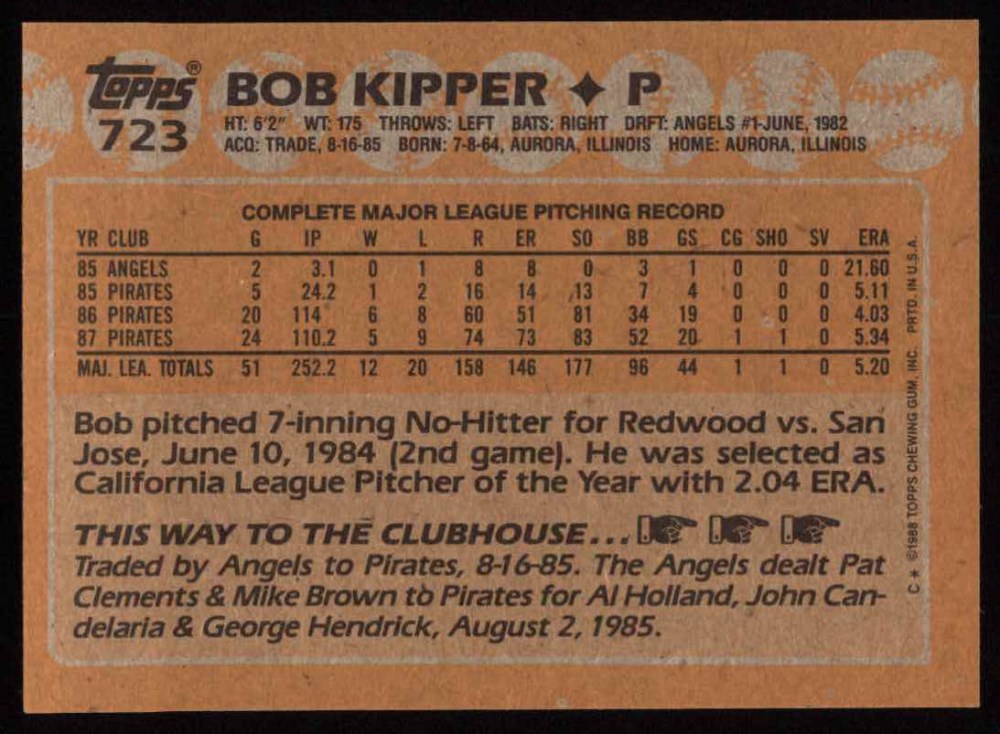 Topps® BOB KIPPER ✦ P
723
HT: 6'2" WT: 175 THROWS: LEFT BATS: RIGHT DRFT: ANGELS #1-JUNE, 1982
ACQ: TRADE, 8-16-85 BORN: 7-8-64, AURORA, ILLINOIS HOME: AURORA, ILLINOIS
COMPLETE MAJOR LEAGUE PITCHING RECORD
YR CLUB G IP W L R ER SO BB GS CG SHO SV ERA
85 ANGELS 2 3.1 0 1 8 8 0 3 1 0 0 0 21.60
85 PIRATES 5 24.2 1 2 16 14 13 7 4 0 0 0 5.11
86 PIRATES 20 114 6 8 60 51 81 34 19 0 0 0 4.03
87 PIRATES 24 110.2 5 9 74 73 83 52 20 1 1 0 5.94
MAJ. LEA. TOTALS 51 252.2 12 20 158 146 177 96 44 1 1 0 5.20
Bob pitched 7-inning No-Hitter for Redwood vs. San
Jose, June 10, 1984 (2nd game). He was selected as
California League Pitcher of the Year with 2.04 ERA.
THIS WAY TO THE CLUBHOUSE...
Traded by Angels to Pirates, 8-16-85. The Angels dealt Pat
Clements & Mike Brown to Pirates for Al Holland, John Can-
delaria & George Hendrick, August 2, 1985.
C * ©1988 TOPPS CHEWING GUM, INC. PRTD. IN U.S.A.